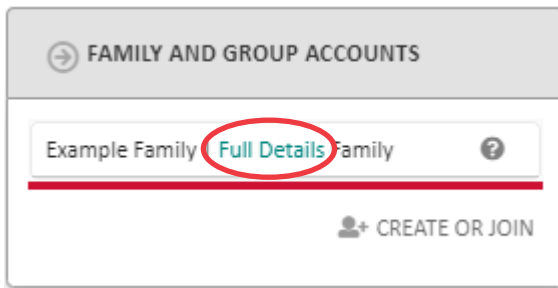 FAMILY AND GROUP ACCOUNTS
Example Family Full Details Family
CREATE OR JOIN